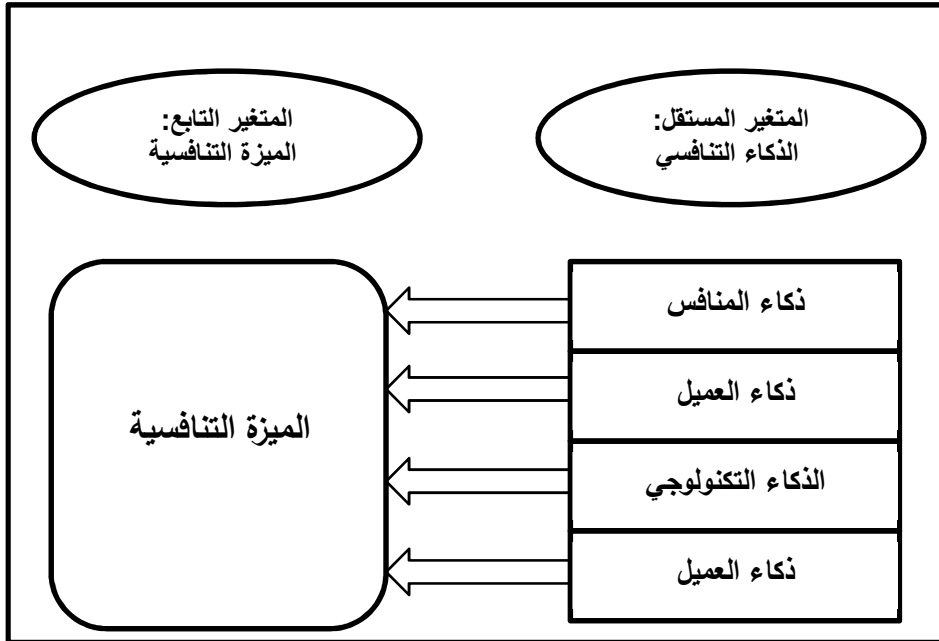 المتغير المستقل:
الذكاء التنافسي
المتغير التابع:
الميزة التنافسية
ذكاء المنافس
ذكاء العميل
الذكاء التكنولوجي
ذكاء العميل
الميزة التنافسية